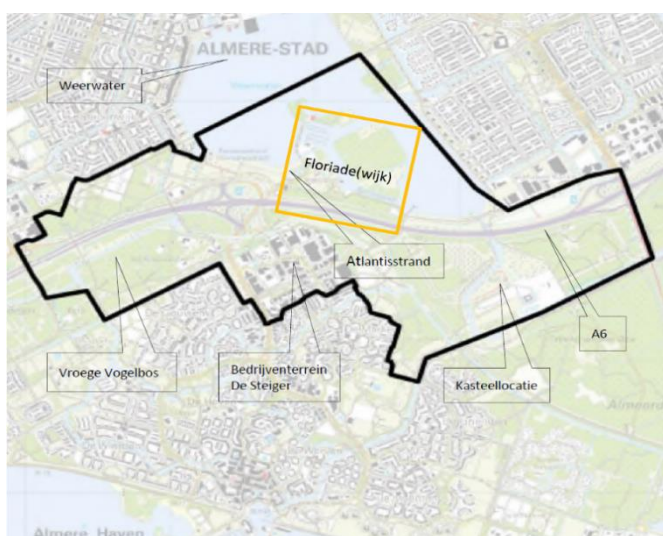 ALMERE-STAD
Weerwater
Floriade(wijk)
Atlantisstrand
A6
Vroege Vogelbos
Bedrijventerrein
De Steiger
Kasteellocatie
Almere Haven